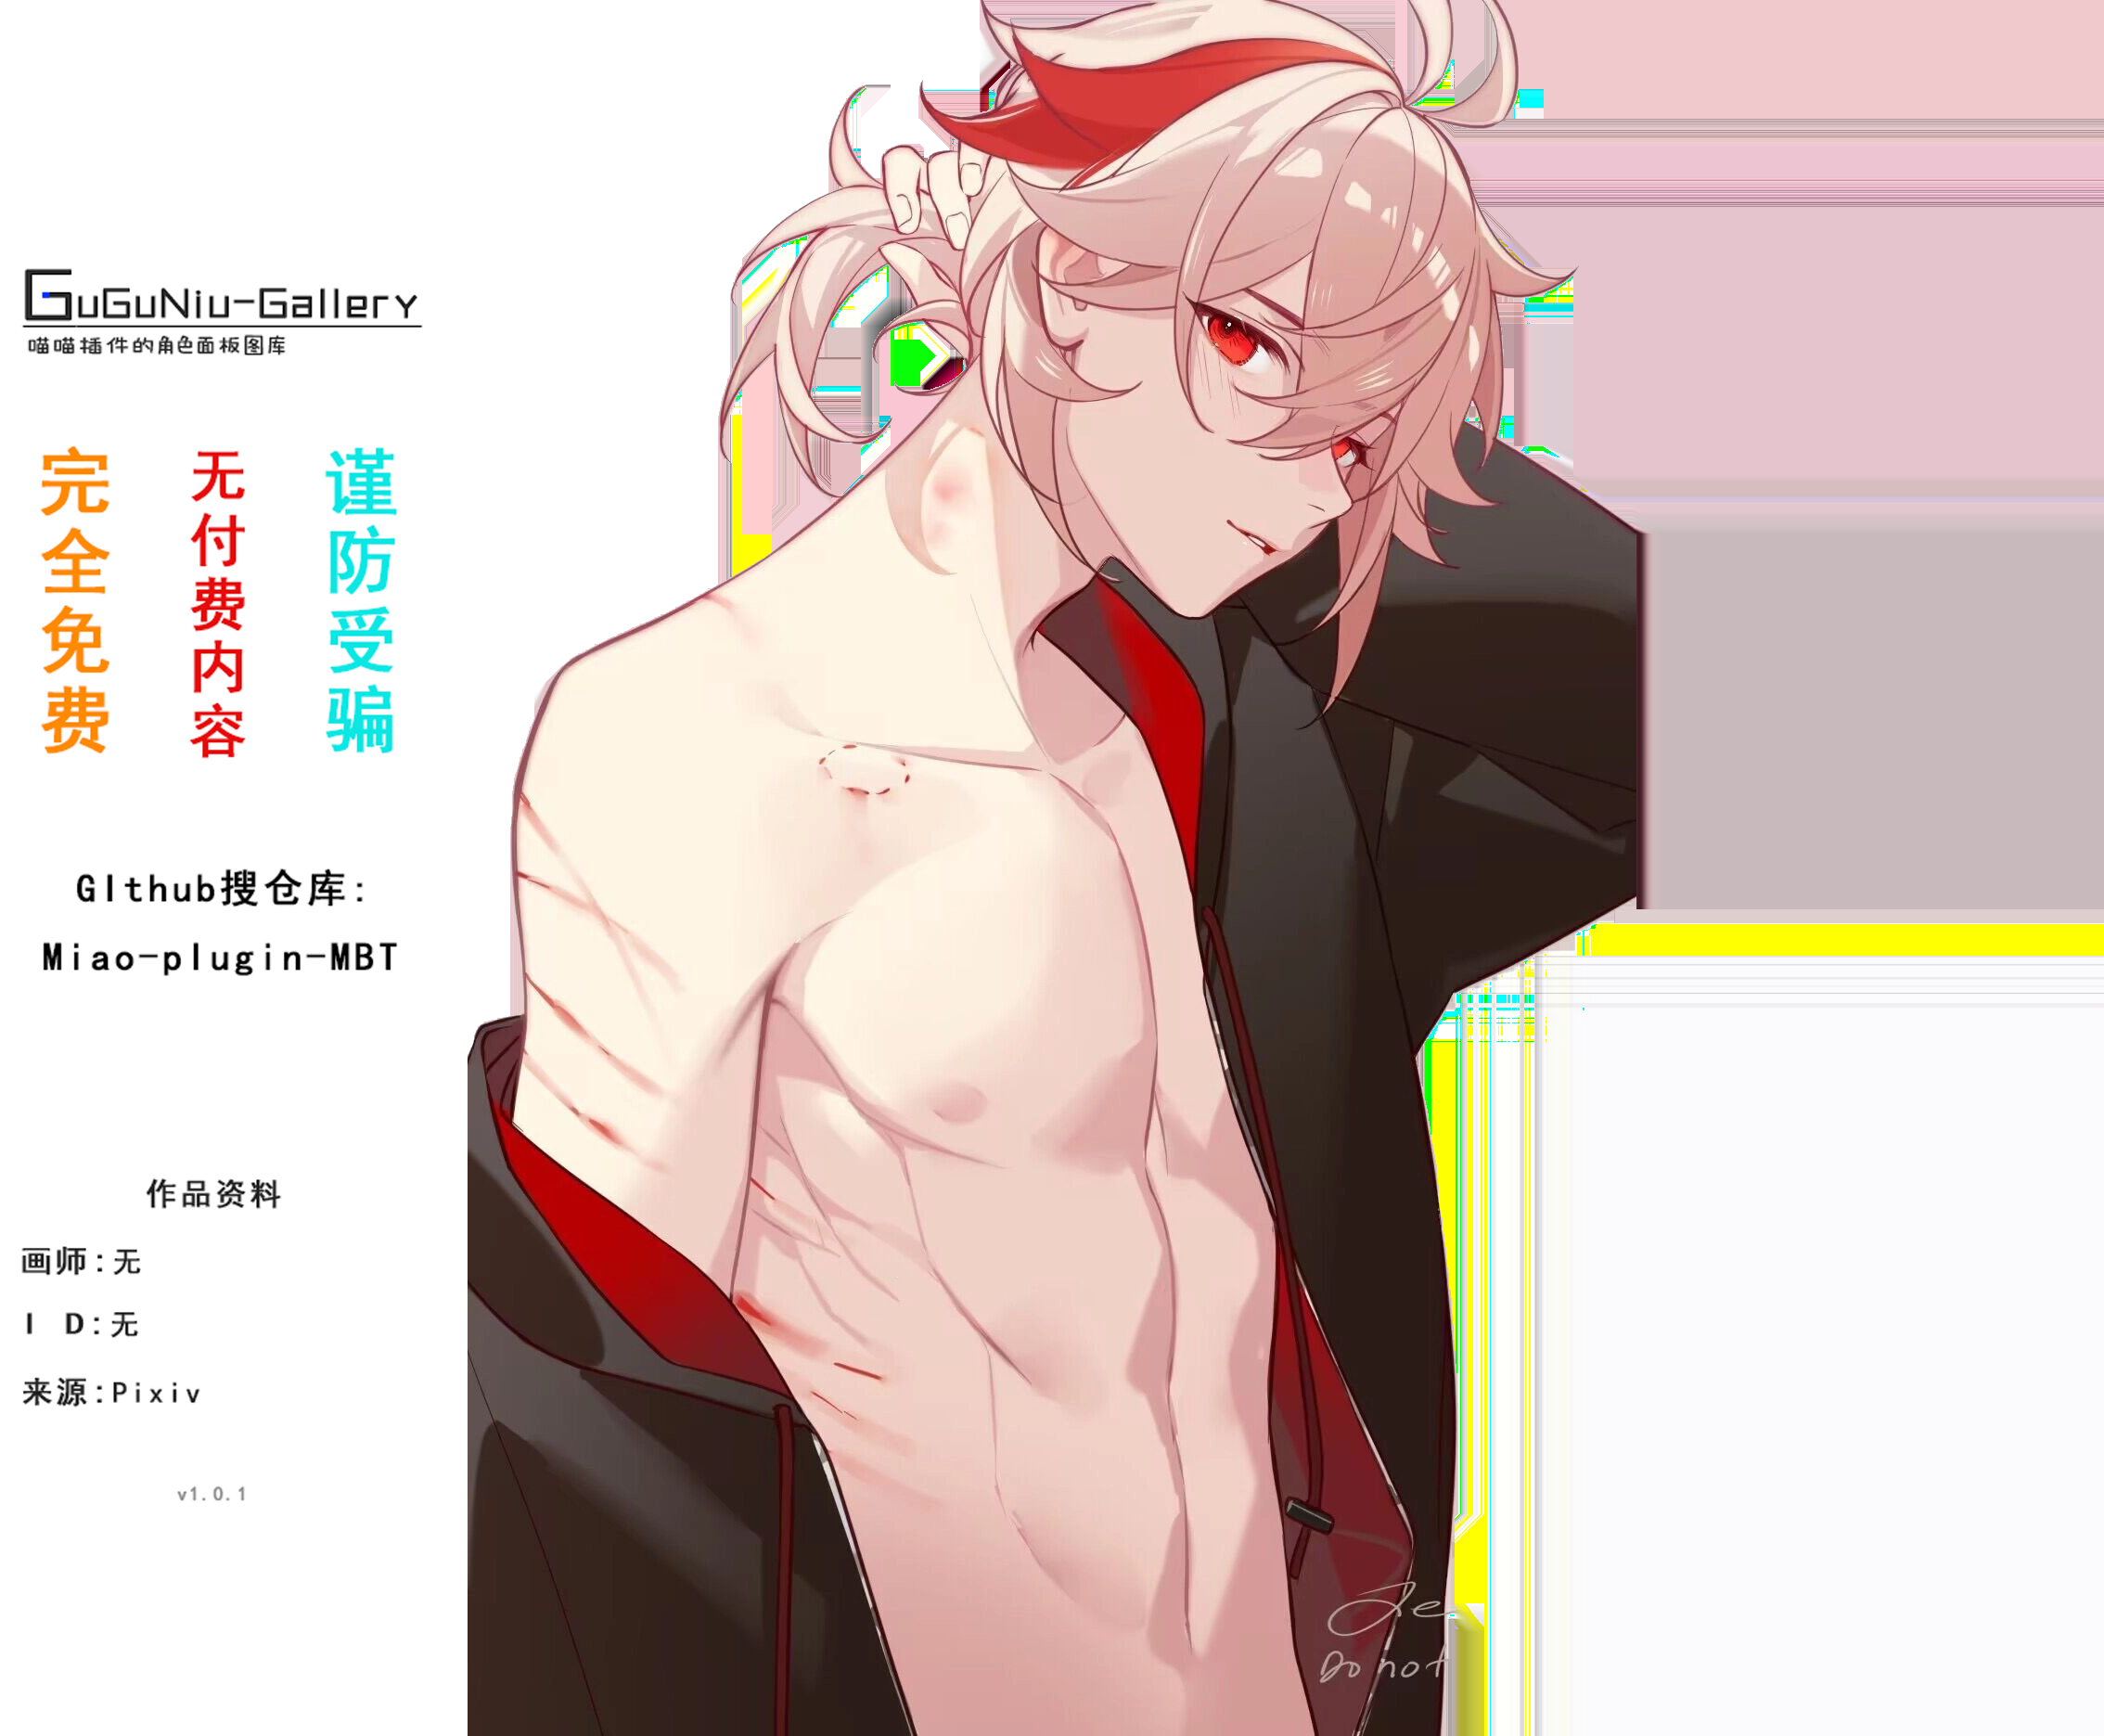 GuGuNiu-Gallery
喵喵插件的角色面板图库
完全免费
无付费内容
谨防受骗
GIthub搜仓库:
Miao-plugin-MBT
作品资料
画师:无
I D:无
来源:Pixiv
v1.0.1
Do not